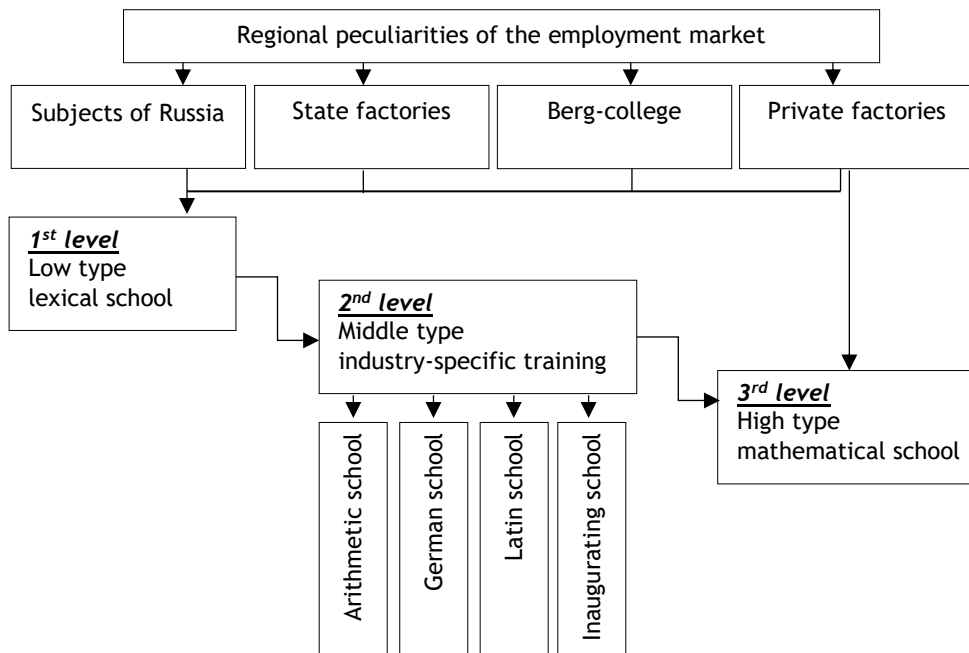 Regional peculiarities of the employment market
Subjects of Russia
State factories
Berg-college
Private factories
1st level
Low type
lexical school
2nd level
Middle type
industry-specific training
3rd level
High type
mathematical school
Arithmetic school
German school
Latin school
Inaugurating school